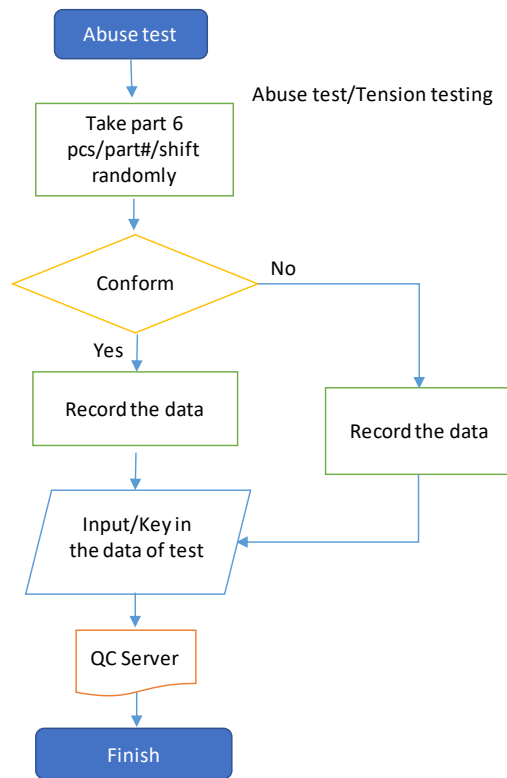 Abuse test
Abuse test/Tension testing
Take part 6
pcs/part#/shift
randomly
Conform
No
Yes
Record the data
Record the data
Input/Key in
the data of test
QC Server
Finish